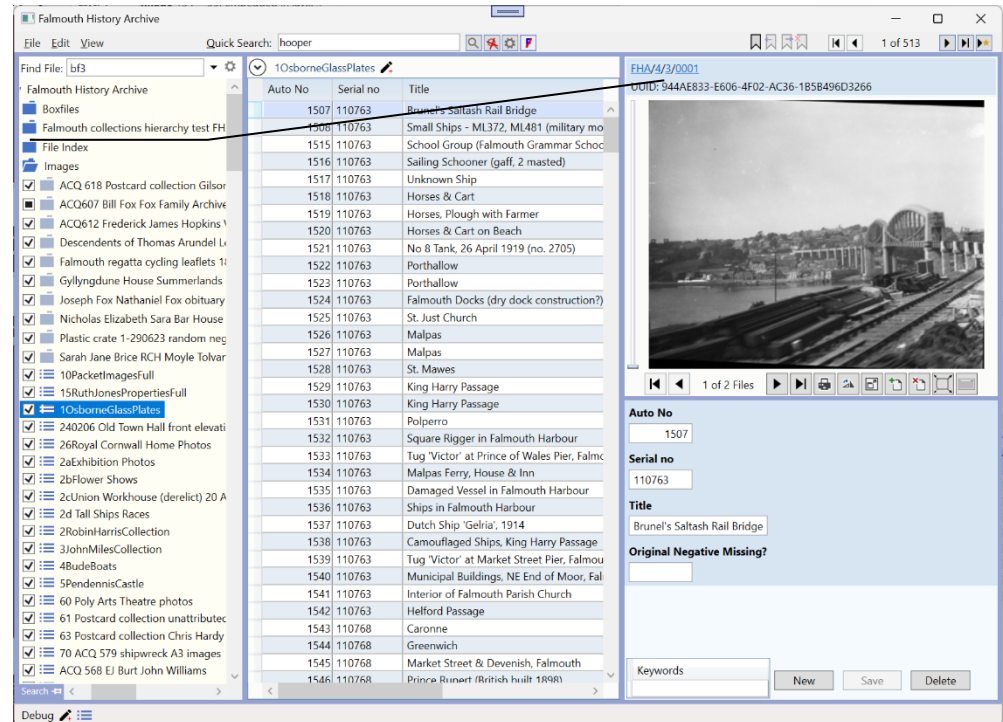 Falmouth History Archive
File Edit View Quick Search: hooper 1 of 513
Find File: bf3
Falmouth History Archive
Boxfiles
Falmouth collections hierarchy test FH
File Index
Images
ACQ 618 Postcard collection Gilsor
ACQ607 Bill Fox Fox Family Archive
ACQ612 Frederick James Hopkins
Descendents of Thomas Arundel
Falmouth regatta cycling leaflets
Gyllyngdune House Summerlands
Joseph Fox Nathaniel Fox obituary
Nicholas Elizabeth Sara Bar House
Plastic crate 1-290623 random neg
Sarah Jane Brice RCH Moyle Tolvar
10PacketImagesFull
15RuthJonesPropertiesFull
1OsborneGlassPlates
240206 Old Town Hall front elevati
26Royal Cornwall Home Photos
2aExhibition Photos
2bFlower Shows
2cUnion Workhouse (derelict) 20 A
2d Tall Ships Races
2RobinHarrisCollection
3JohnMilesCollection
4BudeBoats
5PendennisCastle
60 Poly Arts Theatre photos
61 Postcard collection unattributec
63 Postcard collection Chris Hardy
70 ACQ 579 shipwreck A3 images
ACQ 568 EJ Burt John Williams
Search
1OsborneGlassPlates
Auto No Serial no Title
1507 110763 Brunel's Saltash Rail Bridge
1508 110763 Small Ships - ML372, ML481 (military mo
1515 110763 School Group (Falmouth Grammar Schoo
1516 110763 Sailing Schooner (gaff, 2 masted)
1517 110763 Unknown Ship
1518 110763 Horses & Cart
1519 110763 Horses, Plough with Farmer
1520 110763 Horses & Cart on Beach
1521 110763 No 8 Tank, 26 April 1919 (no. 2705)
1522 110763 Porthallow
1523 110763 Porthallow
1524 110763 Falmouth Docks (dry dock construction?)
1525 110763 St. Just Church
1526 110763 Malpas
1527 110763 Malpas
1528 110763 St. Mawes
1529 110763 King Harry Passage
1530 110763 King Harry Passage
1531 110763 Polperro
1532 110763 Square Rigger in Falmouth Harbour
1533 110763 Tug 'Victor' at Prince of Wales Pier, Falmo
1534 110763 Malpas Ferry, House & Inn
1535 110763 Damaged Vessel in Falmouth Harbour
1536 110763 Ships in Falmouth Harbour
1537 110763 Dutch Ship 'Gelria', 1914
1538 110763 Camouflaged Ships, King Harry Passage
1539 110763 Tug 'Victor' at Market Street Pier, Falmou
1540 110763 Municipal Buildings, NE End of Moor, Fal
1541 110763 Interior of Falmouth Parish Church
1542 110763 Helford Passage
1543 110768 Caronne
1544 110768 Greenwich
1545 110768 Market Street & Devenish, Falmouth
1546 110768 Prince Rupert (British built 1898)
FHA/4/3/0001
UUID: 944AE833-E606-4F02-AC36-1B5B496D3266
1 of 2 Files
Auto No
1507
Serial no
110763
Title
Brunel's Saltash Rail Bridge
Original Negative Missing?
Keywords
New Save Delete
Debug